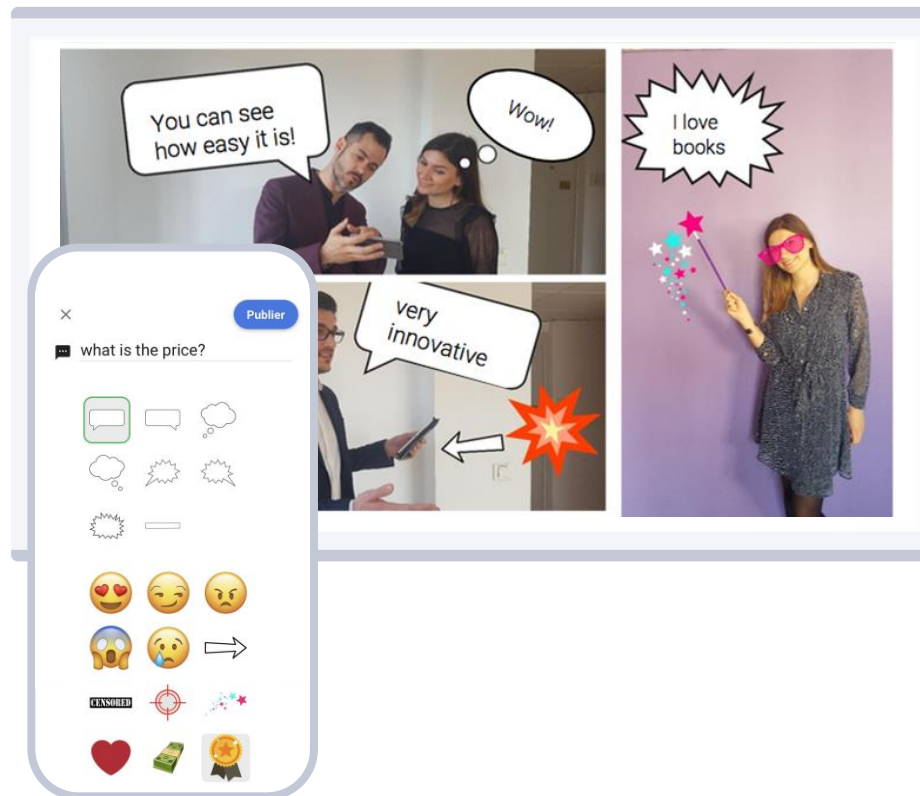 You can see
how easy it is!
Wow!
I love
books
very
innovative
Publier
what is the price?
CENSORED